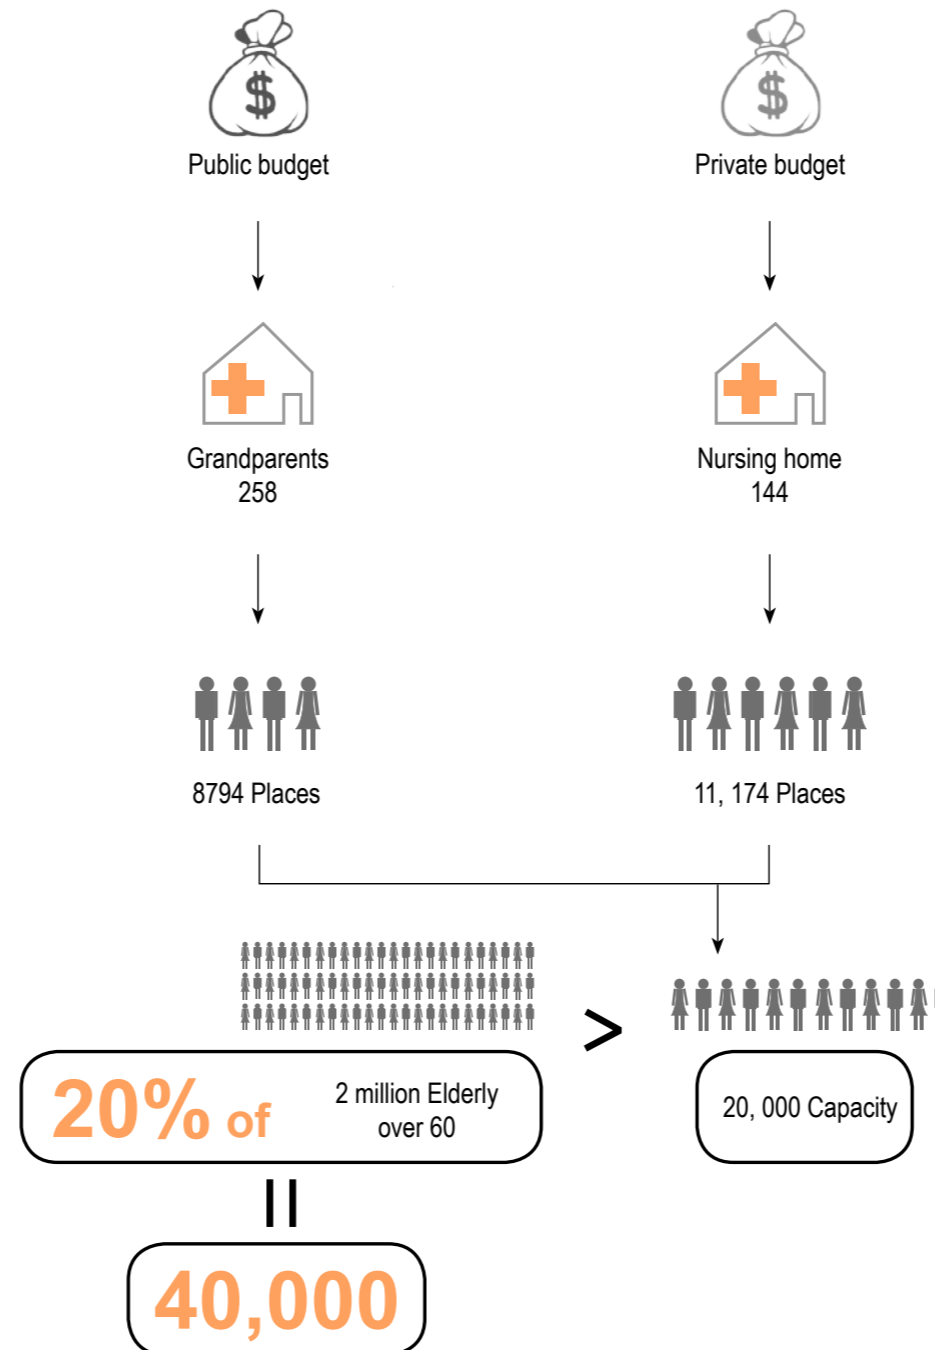 $
$
Public budget
Private budget
Grandparents
258
Nursing home
144
8794 Places
11, 174 Places
>
20% of
2 million Elderly
over 60
20, 000 Capacity
=
40,000